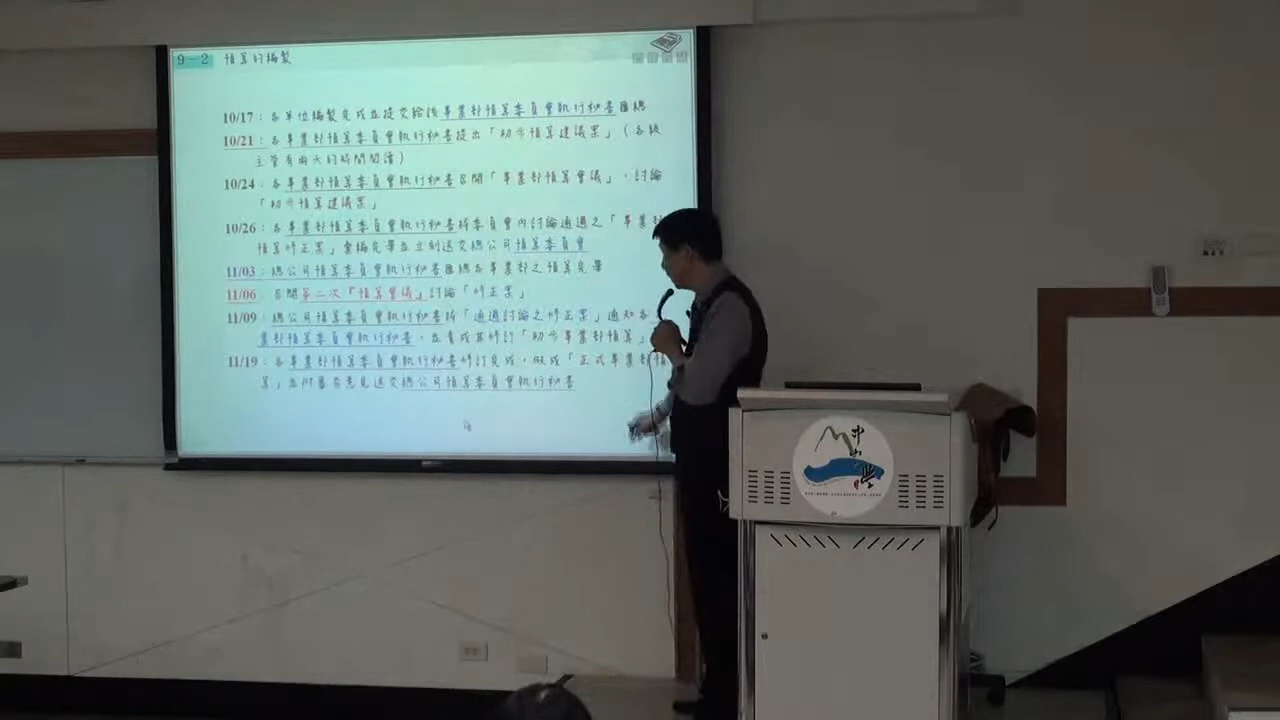 9－2 預算的編製
10/17：各單位編製完成並提交給該事業部預算委員會執行秘書匯總
10/21：各事業部預算委員會執行秘書提出「初步預算建議案」（各級
主管有兩天的時間閱讀）
10/24：各事業部預算委員會執行秘書召開「事業部預算會議」，討論
「初步預算建議案」
10/26：各事業部預算委員會執行秘書將委員會內討論通過之「事業部
預算修正案」彙編完畢並立刻送交總公司預算委員會
11/03：總公司預算委員會執行秘書匯總各事業部之預算完畢
11/06：召開第二次『預算會議』討論「修正案」
11/09：總公司預算委員會執行秘書將「通過討論之修正案」通知各
業部預算委員會執行秘書，並責成其修訂「初步事業部預算」
11/19：各事業部預算委員會執行秘書修訂完成，做成「正式事業部預
算」並附審查意見送交總公司預算委員會執行秘書
中山學